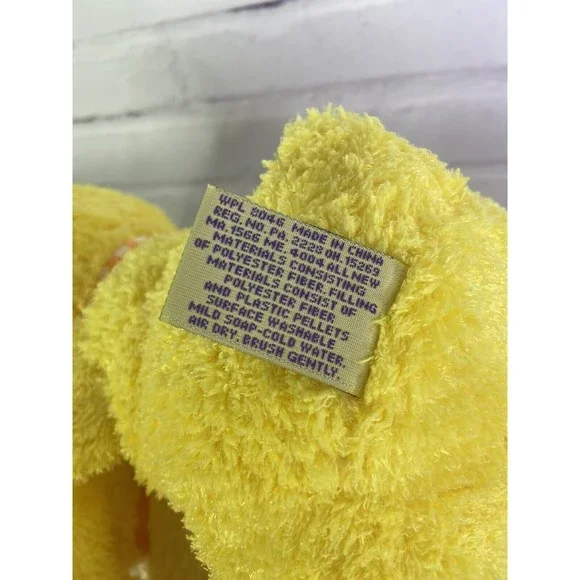 WPL 8046 MADE IN CHINA
REG. NO. PA. 2228 OH 15269
MA. 1566 ME. 4004 ALL NEW
MATERIALS CONSISTING
OF POLYESTER FIBER. FILLING
MATERIALS CONSIST OF
POLYESTER FIBER
AND PLASTIC PELLETS
SURFACE WASHABLE
MILD SOAP-COLD WATER.
AIR DRY. BRUSH GENTLY.